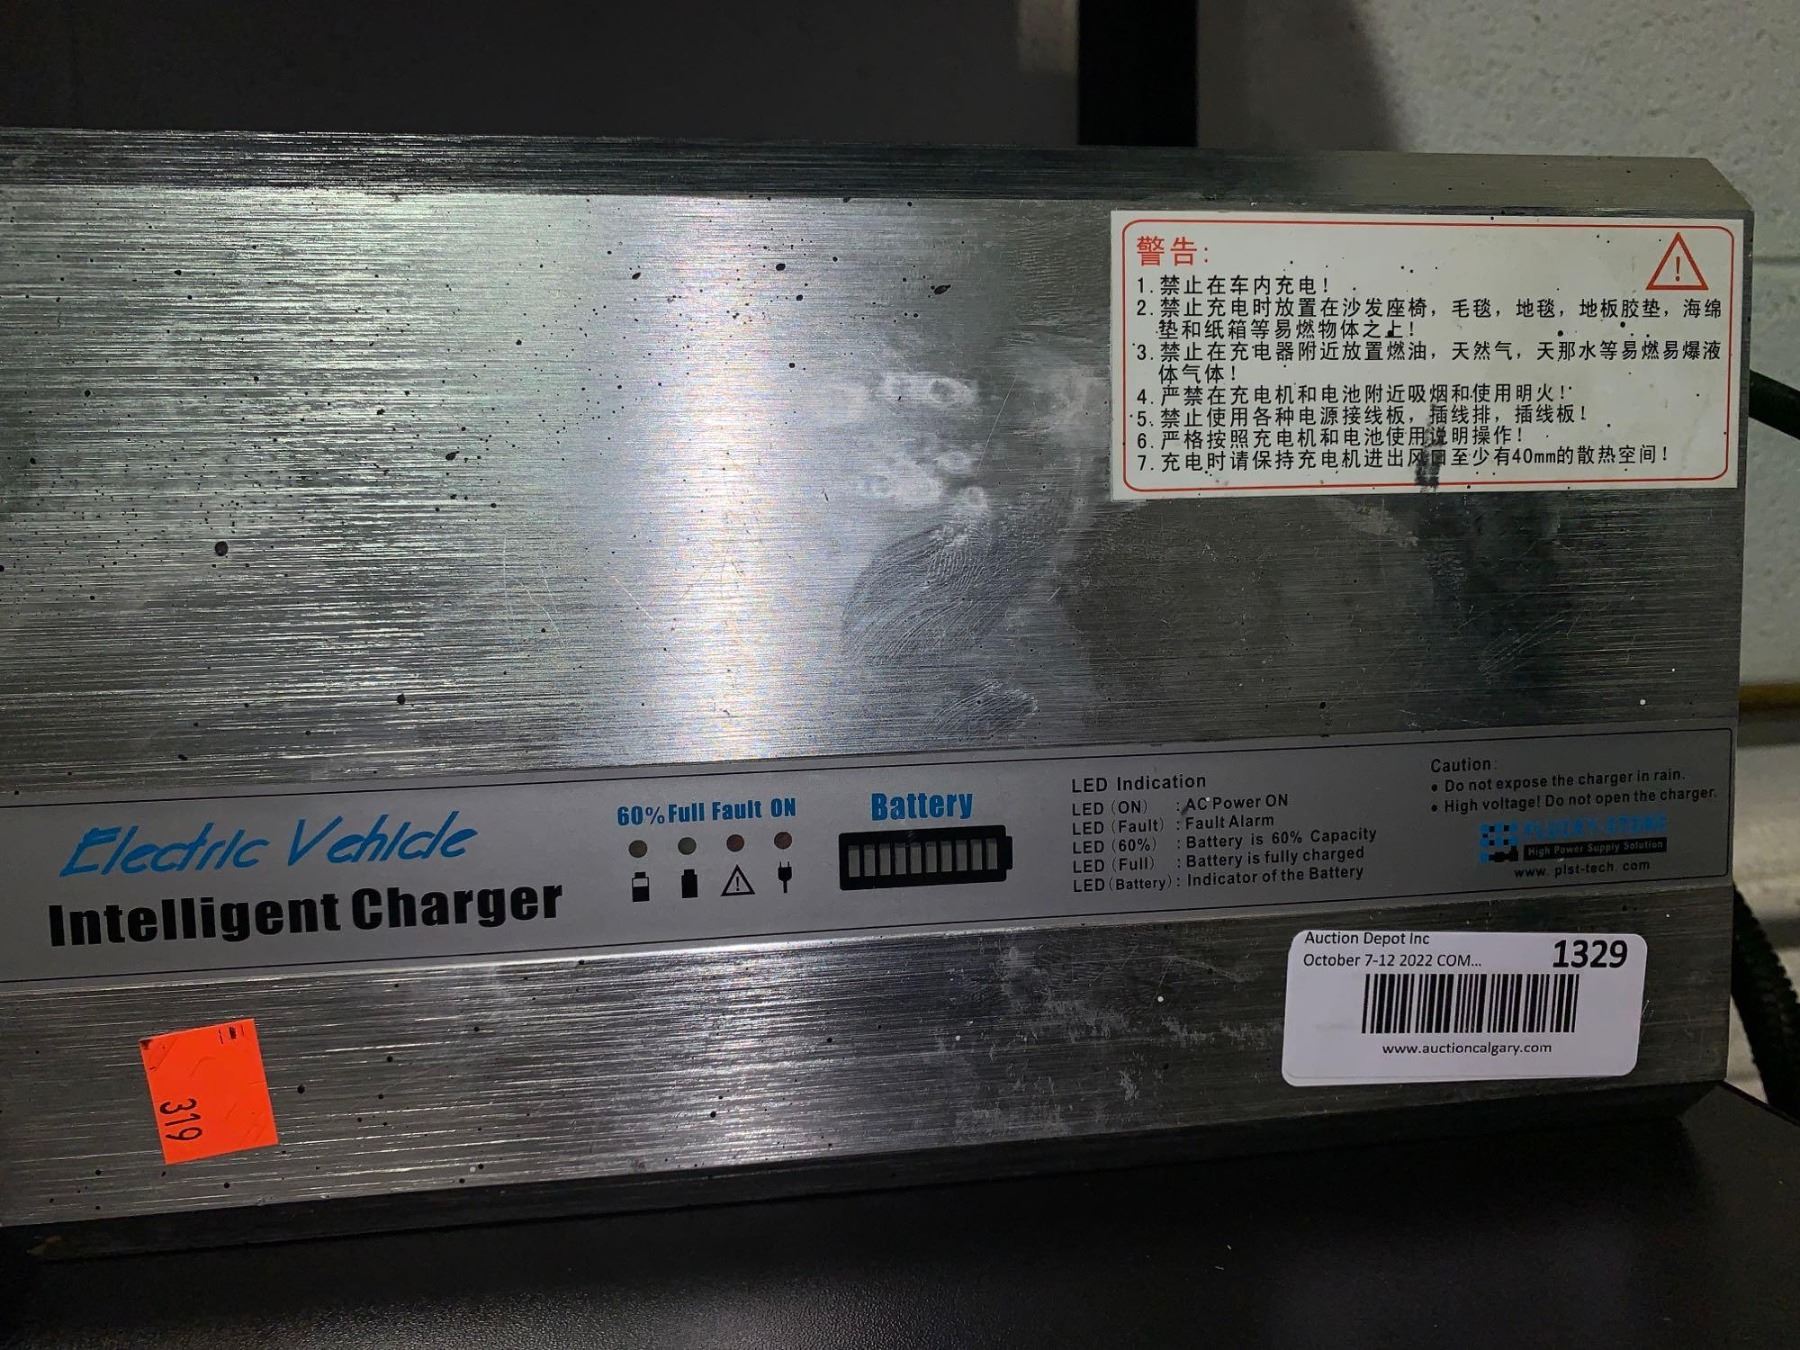 警告:
1. 禁止在车内充电!
2. 禁止充电时放置在沙发座椅，毛毯，地毯，地板胶垫，海绵
垫和纸箱等易燃物体之上!
3. 禁止在充电器附近放置燃油，天然气，天那水等易燃易爆液
体气体!
4. 严禁在充电机和电池附近吸烟和使用明火!
5. 禁止使用各种电源接线板，插线排，插线板!
6. 严格按照充电机和电池使用说明操作!
7. 充电时请保持充电机进出风口至少有40mm的散热空间!
Electric Vehicle
Intelligent Charger
60% Full Fault ON
Battery
LED Indication
LED (ON) : AC Power ON
LED (Fault) : Fault Alarm
LED (60%) : Battery is 60% Capacity
LED (Full) : Battery is fully charged
LED (Battery) : Indicator of the Battery
Caution:
• Do not expose the charger in rain.
• High voltage! Do not open the charger.
High Power Supply Solution
www. plst-tech. com
Auction Depot Inc
October 7-12 2022 COM...
1329
www.auctioncalgary.com
319